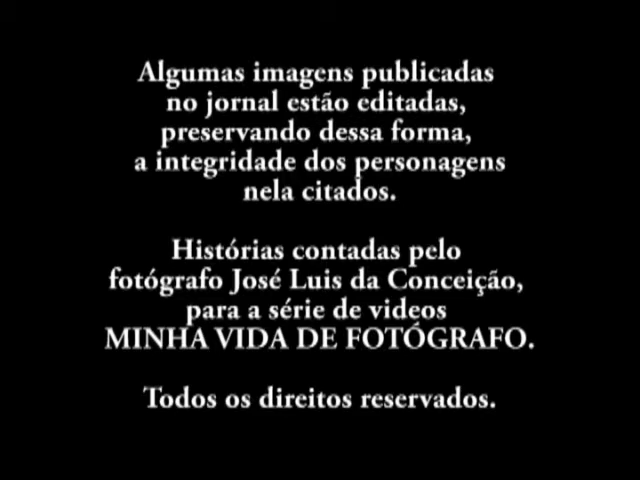 Algumas imagens publicadas
no jornal estão editadas,
preservando dessa forma,
a integridade dos personagens
nela citados.
Histórias contadas pelo
fotógrafo José Luis da Conceição,
para a série de videos
MINHA VIDA DE FOTÓGRAFO.
Todos os direitos reservados.